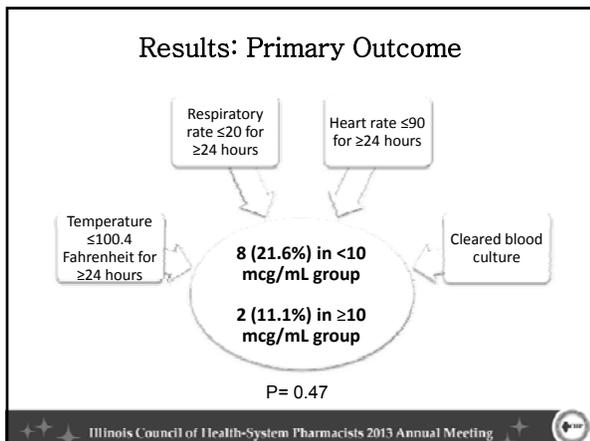 Results: Primary Outcome
Respiratory
rate ≤20 for
≥24 hours
Heart rate ≤90
for ≥24 hours
Temperature
≤100.4
Fahrenheit for
≥24 hours
8 (21.6%) in <10
mcg/mL group
2 (11.1%) in ≥10
mcg/mL group
Cleared blood
culture
P= 0.47
Illinois Council of Health-System Pharmacists 2013 Annual Meeting